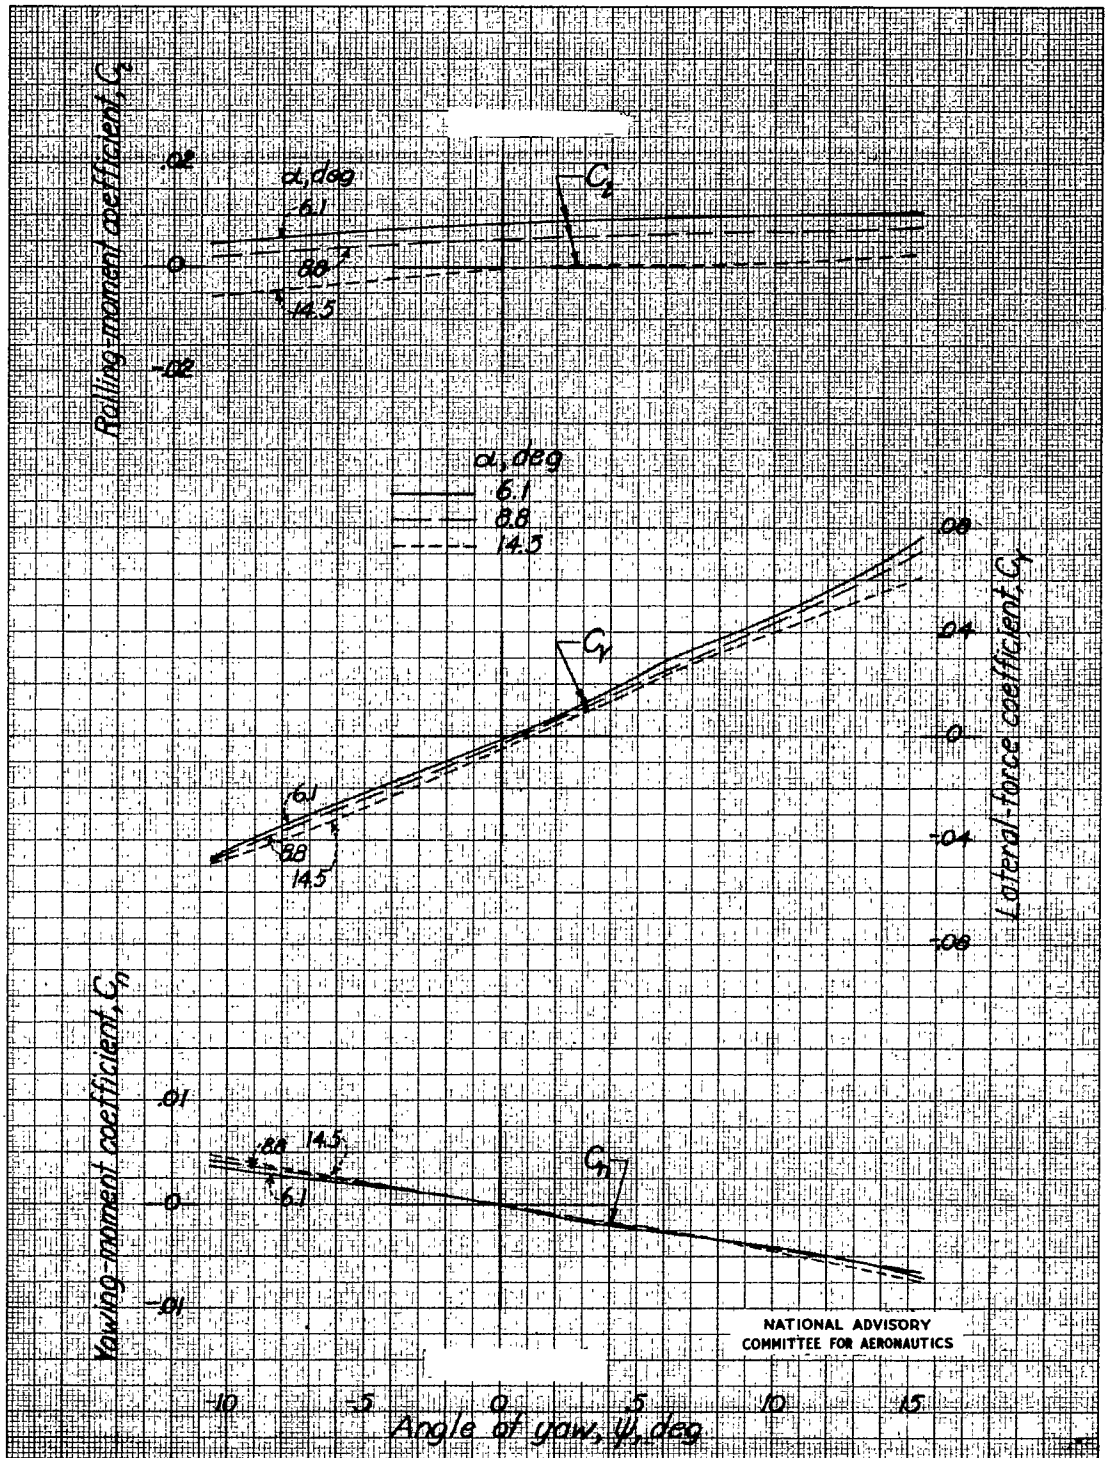 Rolling-moment coefficient, Cl
.02
0
-.02
α, deg
6.1
8.8
14.5
Cl
α, deg
6.1
8.8
14.5
Lateral-force coefficient, CY
.08
.04
0
-.04
-.08
CY
6.1
8.8
14.5
Yawing-moment coefficient, Cn
.01
0
-.01
8.8
14.5
6.1
Cn
NATIONAL ADVISORY
COMMITTEE FOR AERONAUTICS
-10
-5
0
5
10
15
Angle of yaw, ψ, deg